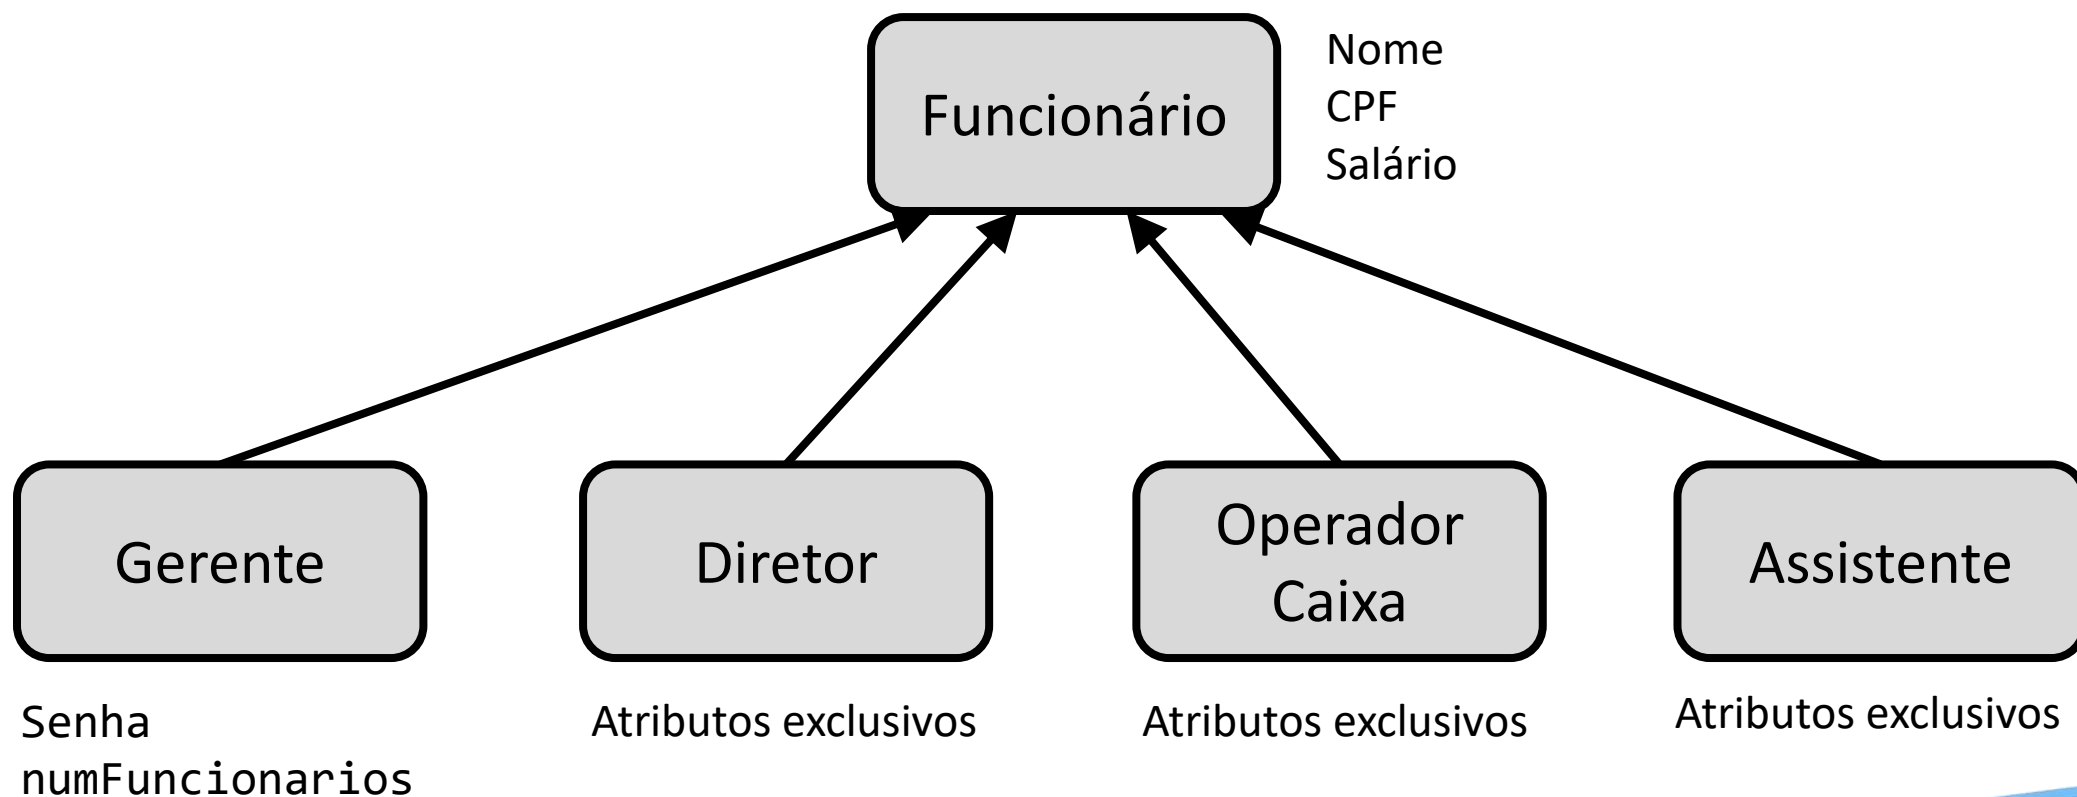 Funcionário
Nome
CPF
Salário
Gerente
Diretor
Operador
Caixa
Assistente
Senha
numFuncionarios
Atributos exclusivos
Atributos exclusivos
Atributos exclusivos